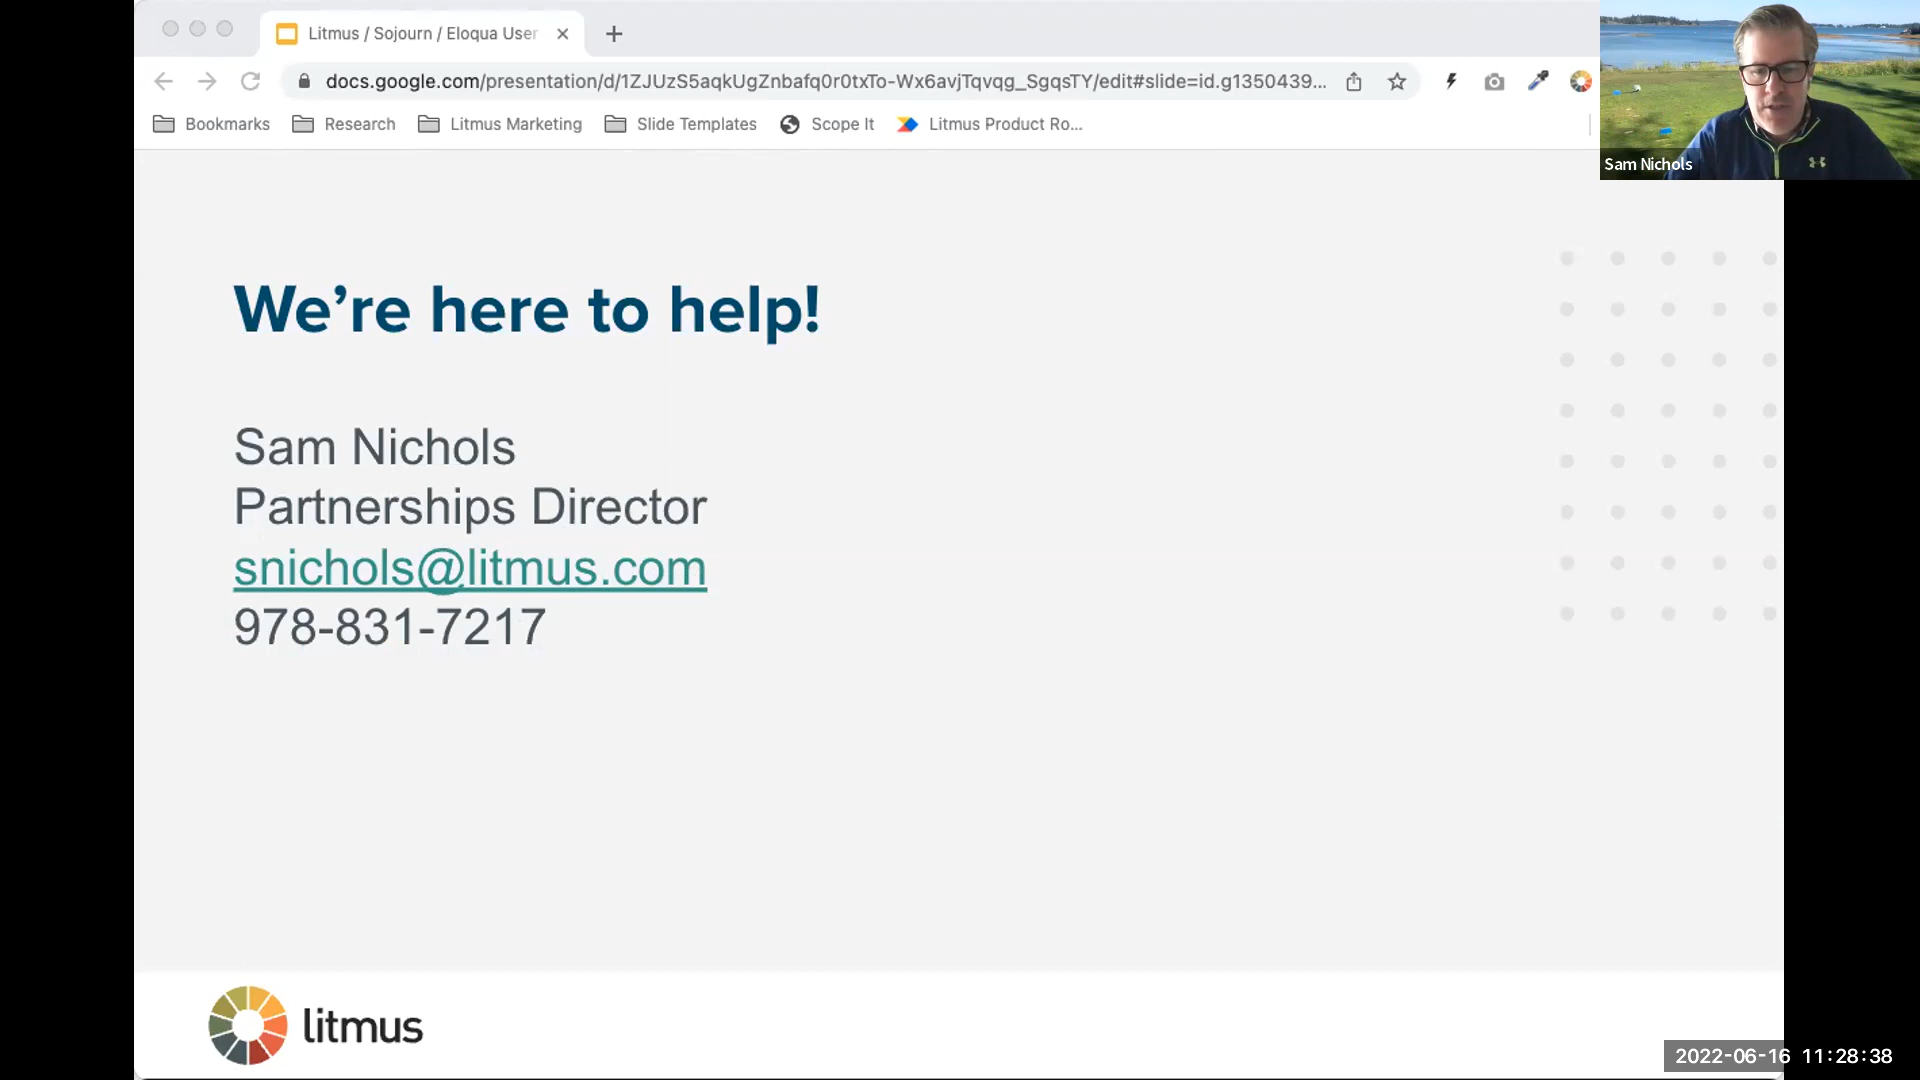 Litmus / Sojourn / Eloqua User
docs.google.com/presentation/d/1ZJUzS5aqkUgZnbafq0r0txTo-Wx6avjTqvqg_SgqsTY/edit#slide=id.g1350439...
Bookmarks Research Litmus Marketing Slide Templates Scope It Litmus Product Ro...
Sam Nichols
We're here to help!
Sam Nichols
Partnerships Director
snichols@litmus.com
978-831-7217
litmus
2022-06-16 11:28:38